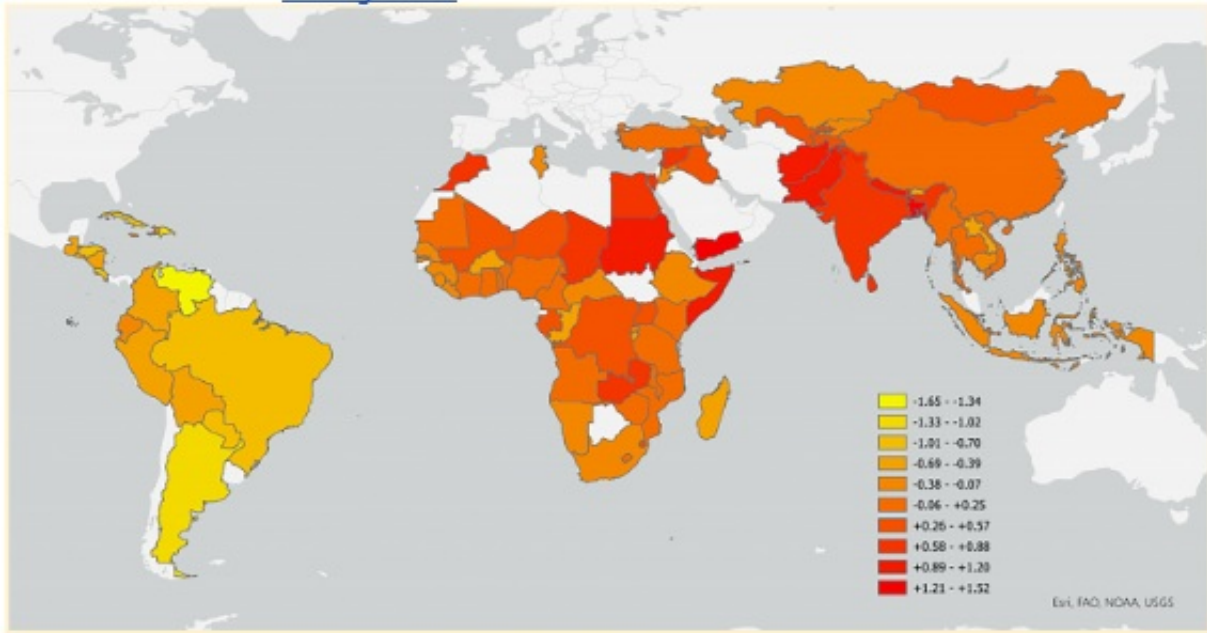 -1.65 - -1.34
-1.33 - -1.02
-1.01 - -0.70
-0.69 - -0.39
-0.38 - -0.07
-0.06 - +0.25
+0.26 - +0.57
+0.58 - +0.88
+0.89 - +1.20
+1.21 - +1.52
Esri, FAO, NOAA, USGS